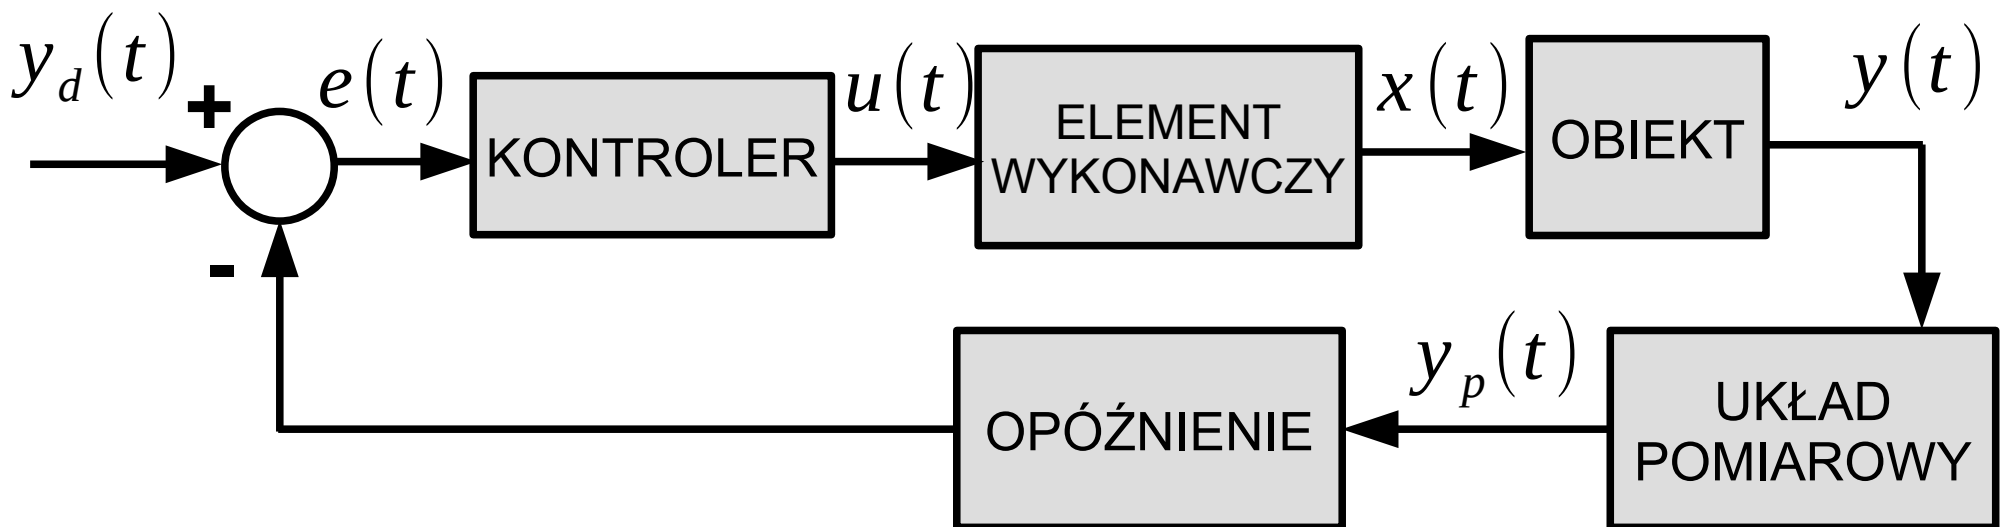 y_d(t)
+
e(t)
KONTROLER
u(t)
ELEMENT
WYKONAWCZY
x(t)
OBIEKT
y(t)
-
OPÓŹNIENIE
y_p(t)
UKŁAD
POMIAROWY